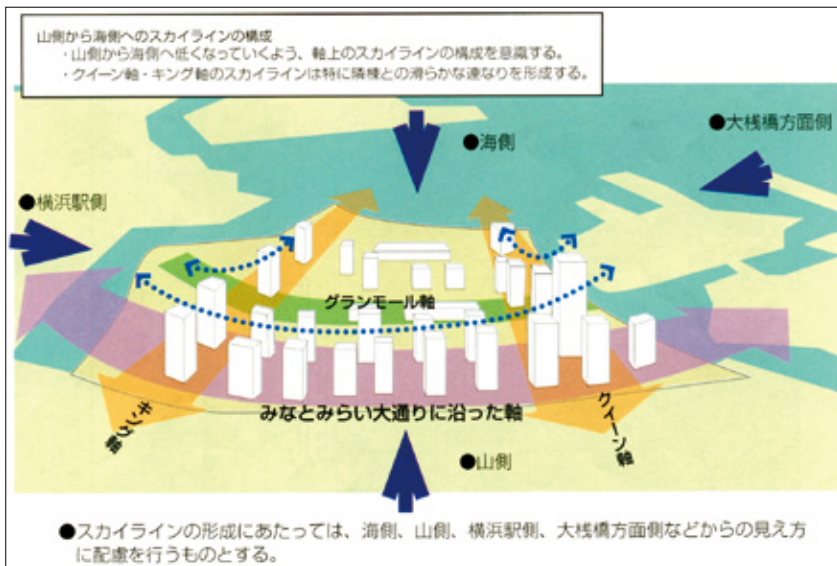 山側から海側へのスカイラインの構成
・山側から海側へ低くなっていくよう、軸上のスカイラインの構成を意識する。
・クイーン軸・キング軸のスカイラインは特に隣棟との滑らかな連なりを形成する。
●海側
●大桟橋方面側
●横浜駅側
グランモール軸
みなとみらい大通りに沿った軸
キング軸
クイーン軸
●山側
●スカイラインの形成にあたっては、海側、山側、横浜駅側、大桟橋方面側などからの見え方
に配慮を行うものとする。